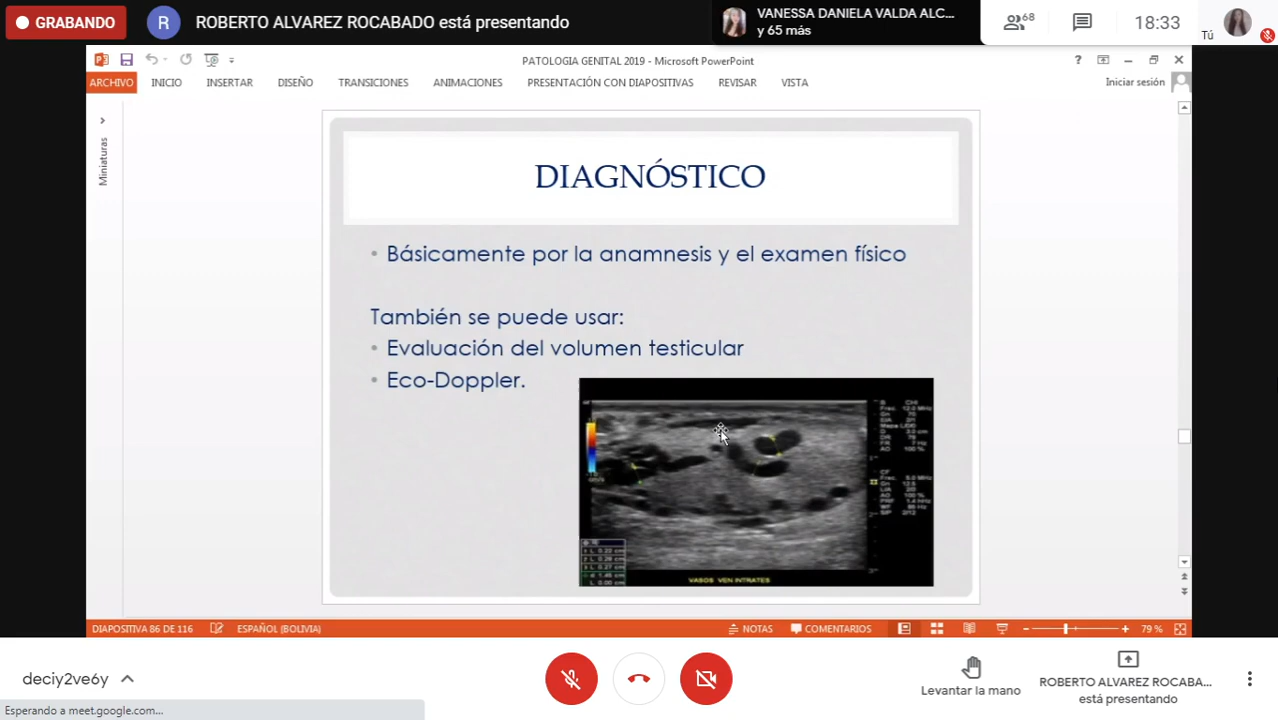 GRABANDO
R
ROBERTO ALVAREZ ROCABADO está presentando
VANESSA DANIELA VALDA ALC...
y 65 más
68
18:33
Tú
PATOLOGIA GENITAL 2019 - Microsoft PowerPoint
?
ARCHIVO
INICIO
INSERTAR
DISEÑO
TRANSICIONES
ANIMACIONES
PRESENTACIÓN CON DIAPOSITIVAS
REVISAR
VISTA
Iniciar sesión
Miniaturas
DIAGNÓSTICO
• Básicamente por la anamnesis y el examen físico
También se puede usar:
• Evaluación del volumen testicular
• Eco-Doppler.
VASOS VEN INTRATES
DIAPOSITIVA 86 DE 116
ESPAÑOL (BOLIVIA)
NOTAS
COMENTARIOS
79 %
deciy2ve6y
Levantar la mano
ROBERTO ALVAREZ ROCABA...
está presentando
Esperando a meet.google.com...